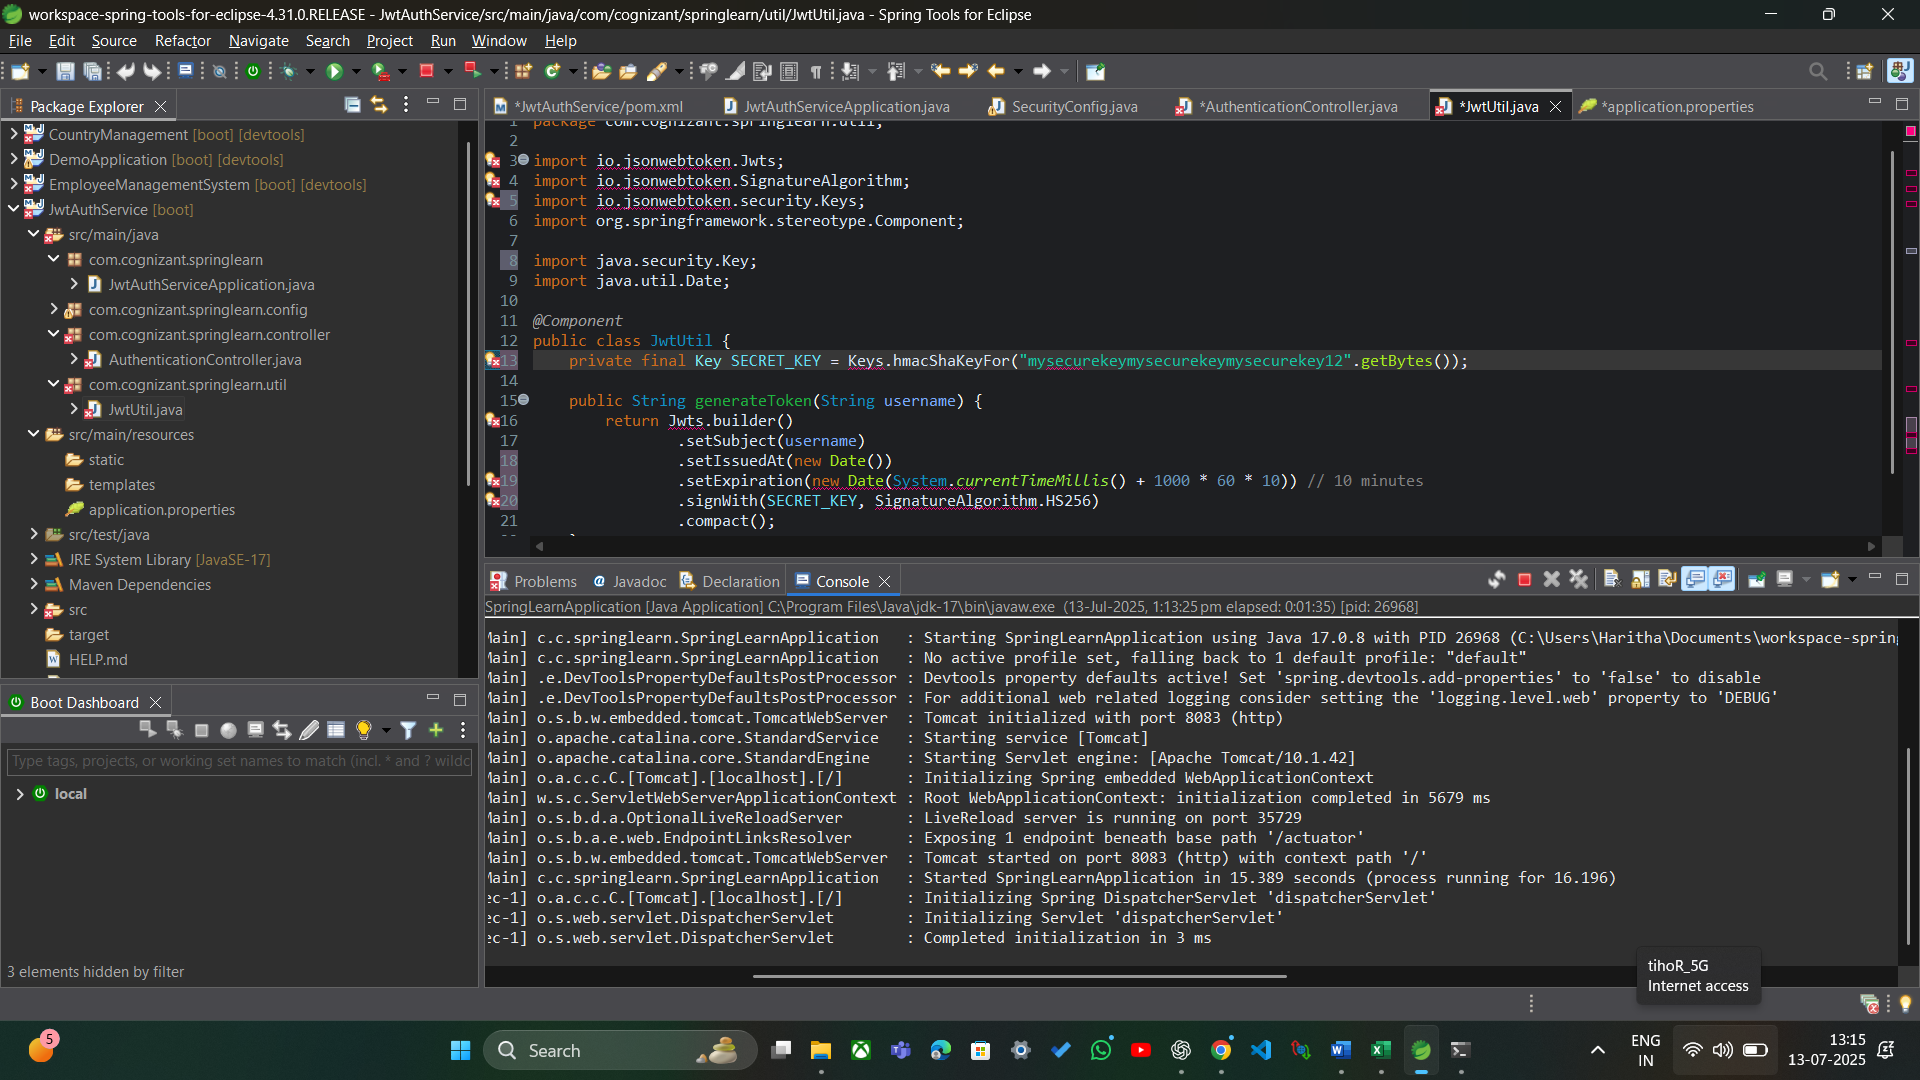 workspace-spring-tools-for-eclipse-4.31.0.RELEASE - JwtAuthService/src/main/java/com/cognizant/springlearn/util/JwtUtil.java - Spring Tools for Eclipse
File Edit Source Refactor Navigate Search Project Run Window Help
Package Explorer
CountryManagement [boot] [devtools]
DemoApplication [boot] [devtools]
EmployeeManagementSystem [boot] [devtools]
JwtAuthService [boot]
src/main/java
com.cognizant.springlearn
JwtAuthServiceApplication.java
com.cognizant.springlearn.config
com.cognizant.springlearn.controller
AuthenticationController.java
com.cognizant.springlearn.util
JwtUtil.java
src/main/resources
static
templates
application.properties
src/test/java
JRE System Library [JavaSE-17]
Maven Dependencies
src
target
HELP.md
Boot Dashboard
Type tags, projects, or working set names to match (incl. * and ? wildc
local
3 elements hidden by filter
*JwtAuthService/pom.xml JwtAuthServiceApplication.java SecurityConfig.java *AuthenticationController.java *JwtUtil.java *application.properties
1 package com.cognizant.springlearn.util;
2
3 import io.jsonwebtoken.Jwts;
4 import io.jsonwebtoken.SignatureAlgorithm;
5 import io.jsonwebtoken.security.Keys;
6 import org.springframework.stereotype.Component;
7
8 import java.security.Key;
9 import java.util.Date;
10
11 @Component
12 public class JwtUtil {
13 private final Key SECRET_KEY = Keys.hmacShaKeyFor("mysecurekeymysecurekeymysecurekey12".getBytes());
14
15 public String generateToken(String username) {
16 return Jwts.builder()
17 .setSubject(username)
18 .setIssuedAt(new Date())
19 .setExpiration(new Date(System.currentTimeMillis() + 1000 * 60 * 10)) // 10 minutes
20 .signWith(SECRET_KEY, SignatureAlgorithm.HS256)
21 .compact();
Problems Javadoc Declaration Console
SpringLearnApplication [Java Application] C:\Program Files\Java\jdk-17\bin\javaw.exe (13-Jul-2025, 1:13:25 pm elapsed: 0:01:35) [pid: 26968]
Main] c.c.springlearn.SpringLearnApplication : Starting SpringLearnApplication using Java 17.0.8 with PID 26968 (C:\Users\Haritha\Documents\workspace-spring
Main] c.c.springlearn.SpringLearnApplication : No active profile set, falling back to 1 default profile: "default"
Main] .e.DevToolsPropertyDefaultsPostProcessor : Devtools property defaults active! Set 'spring.devtools.add-properties' to 'false' to disable
Main] .e.DevToolsPropertyDefaultsPostProcessor : For additional web related logging consider setting the 'logging.level.web' property to 'DEBUG'
Main] o.s.b.w.embedded.tomcat.TomcatWebServer : Tomcat initialized with port 8083 (http)
Main] o.apache.catalina.core.StandardService : Starting service [Tomcat]
Main] o.apache.catalina.core.StandardEngine : Starting Servlet engine: [Apache Tomcat/10.1.42]
Main] o.a.c.c.C.[Tomcat].[localhost].[/] : Initializing Spring embedded WebApplicationContext
Main] w.s.c.ServletWebServerApplicationContext : Root WebApplicationContext: initialization completed in 5679 ms
Main] o.s.b.d.a.OptionalLiveReloadServer : LiveReload server is running on port 35729
Main] o.s.b.a.e.web.EndpointLinksResolver : Exposing 1 endpoint beneath base path '/actuator'
Main] o.s.b.w.embedded.tomcat.TomcatWebServer : Tomcat started on port 8083 (http) with context path '/'
Main] c.c.springlearn.SpringLearnApplication : Started SpringLearnApplication in 15.389 seconds (process running for 16.196)
ec-1] o.a.c.c.C.[Tomcat].[localhost].[/] : Initializing Spring DispatcherServlet 'dispatcherServlet'
ec-1] o.s.web.servlet.DispatcherServlet : Initializing Servlet 'dispatcherServlet'
ec-1] o.s.web.servlet.DispatcherServlet : Completed initialization in 3 ms
tihoR_5G
Internet access
5
Search
ENG
IN
13:15
13-07-2025